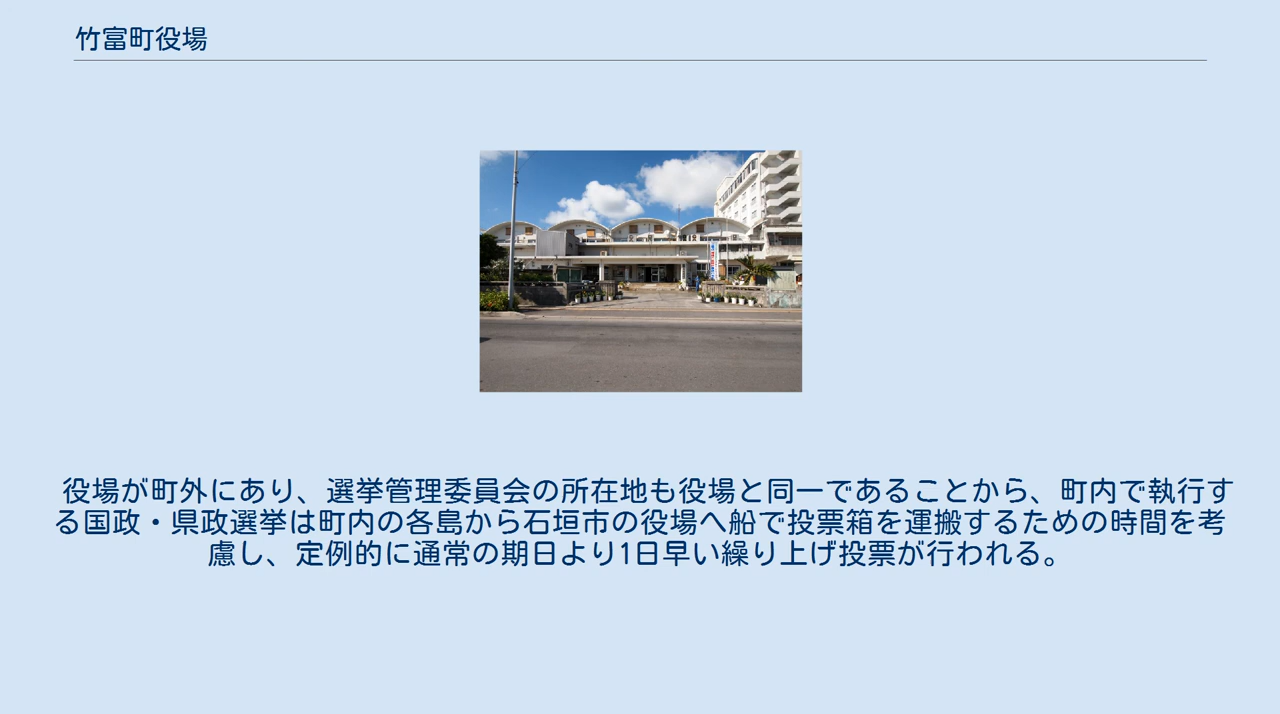 竹富町役場
役場が町外にあり、選挙管理委員会の所在地も役場と同一であることから、町内で執行す
る国政・県政選挙は町内の各島から石垣市の役場へ船で投票箱を運搬するための時間を考
慮し、定例的に通常の期日より1日早い繰り上げ投票が行われる。